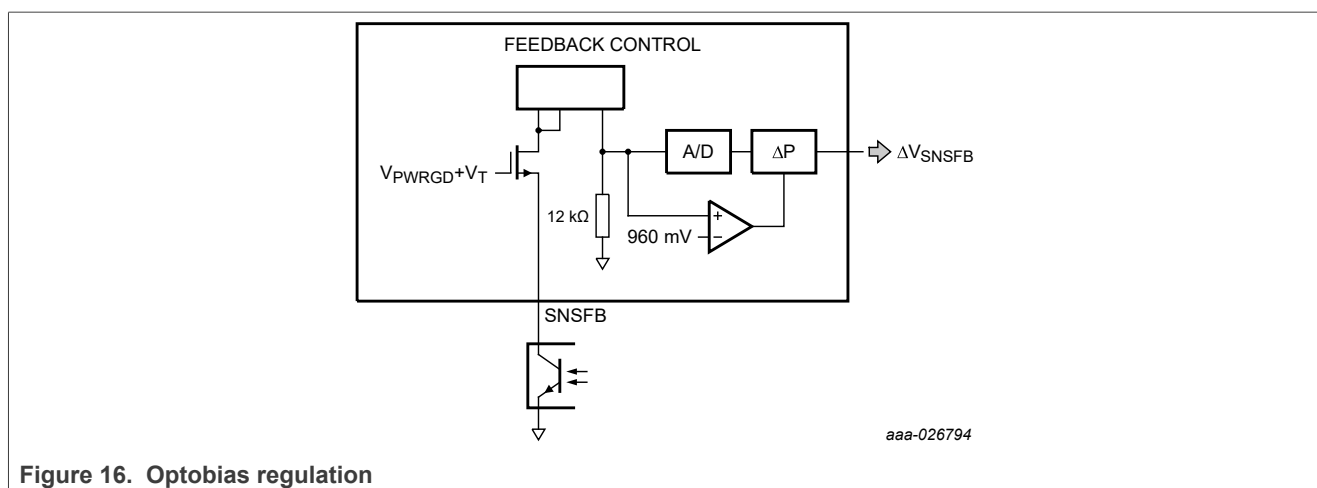 FEEDBACK CONTROL
A/D
ΔP
ΔVSNSFB
VPWRGD+VT
12 kΩ
960 mV
+
−
SNSFB
aaa-026794
Figure 16. Optobias regulation